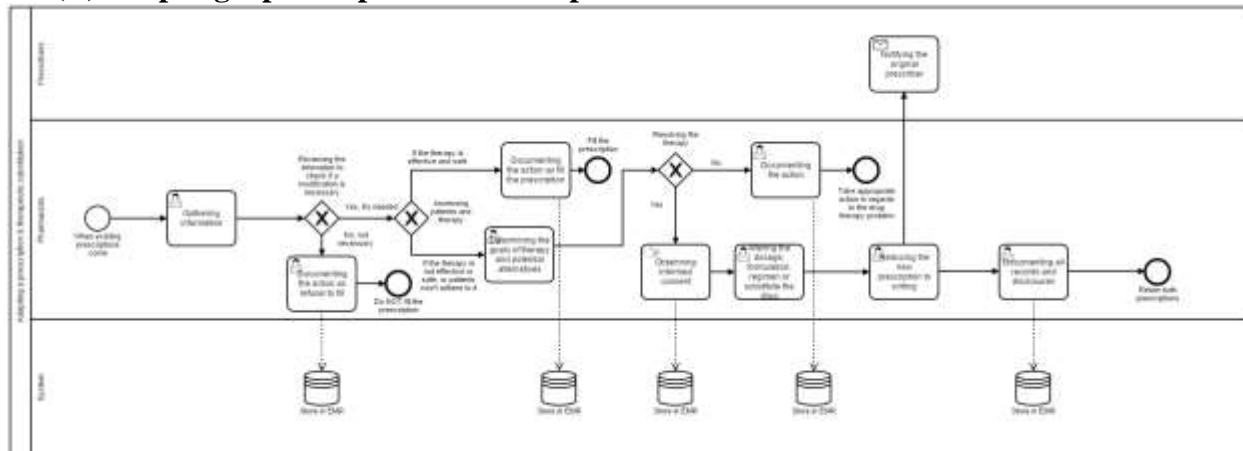 Adapting a prescription & therapeutic substitution
Prescribers
Notifying the
original
prescriber
Pharmacists
When existing
prescriptions
come
Gathering
information
Reviewing the
to
check if a
modification is
necessary
Yes, it's needed
No, not
necessary
Documenting
the action as
refusal to fill
Do NOT fill the
prescription
If the therapy is
effective and safe
Assessing
patients and
therapy
If the therapy is
not effective or
safe, or patients
won't adhere to it
Documenting
the action as fill
the prescription
Fill the
prescription
Determining the
goals of therapy
and potential
alternatives
the
therapy
No
Yes
Documenting
the action
Take appropriate
action in regards
to the drug
therapy problem
informed
consent
Altering the
dosage,
formulation,
regimen or
substitute the
drug
Reducing the
new
prescription to
writing
Documenting all
records and
disclosures
Retain both
prescriptions
System
Store in EMR
Store in EMR
Store in EMR
Store in EMR
Store in EMR